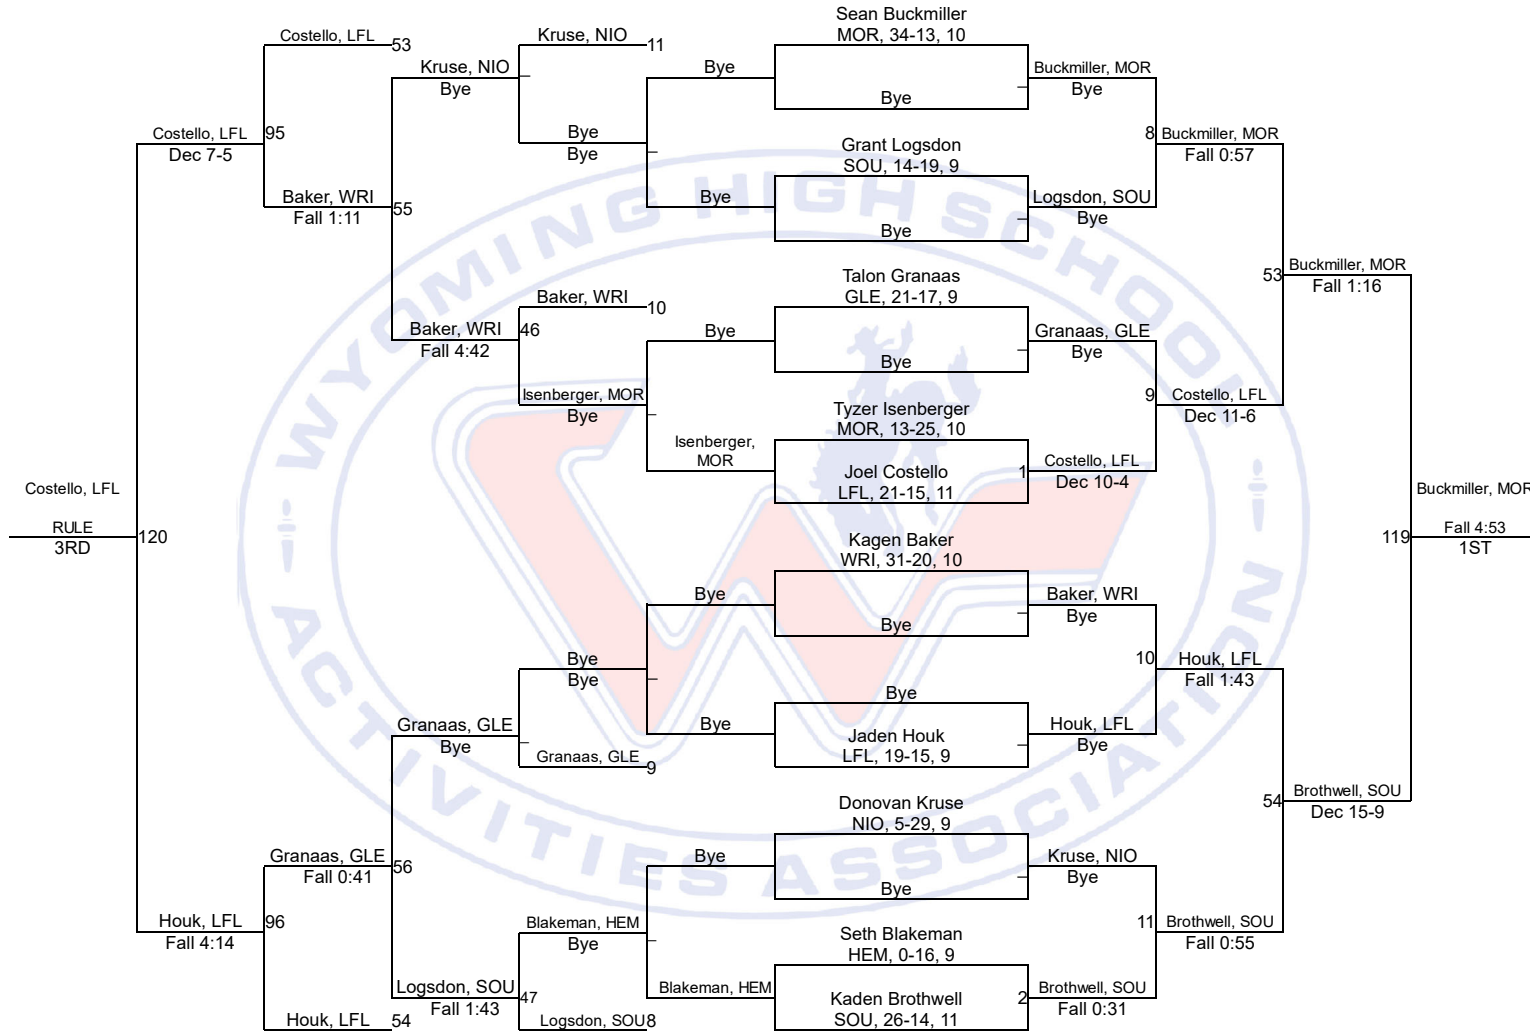 Sean Buckmiller
MOR, 34-13, 10
Bye
Grant Logsdon
SOU, 14-19, 9
Bye
Talon Granaas
GLE, 21-17, 9
Bye
Tyzer Isenberger
MOR, 13-25, 10
Joel Costello
LFL, 21-15, 11
1
Kagen Baker
WRI, 31-20, 10
Bye
Bye
Jaden Houk
LFL, 19-15, 9
Donovan Kruse
NIO, 5-29, 9
Bye
Seth Blakeman
HEM, 0-16, 9
Kaden Brothwell
SOU, 26-14, 11
2
Buckmiller, MOR
Bye
Logsdon, SOU
Bye
Granaas, GLE
Bye
Costello, LFL
Dec 10-4
Baker, WRI
Bye
Houk, LFL
Bye
Kruse, NIO
Bye
Brothwell, SOU
Fall 0:31
8
Buckmiller, MOR
Fall 0:57
9
Costello, LFL
Dec 11-6
10
Houk, LFL
Fall 1:43
11
Brothwell, SOU
Fall 0:55
53
Buckmiller, MOR
Fall 1:16
54
Brothwell, SOU
Dec 15-9
Buckmiller, MOR
119
Fall 4:53
1ST
Bye
Bye
Bye
Isenberger,
MOR
Bye
Bye
Bye
Blakeman, HEM
Kruse, NIO
11
Bye
Bye
Baker, WRI
10
Isenberger, MOR
Bye
Bye
Bye
Granaas, GLE
9
Blakeman, HEM
Bye
Logsdon, SOU
8
Kruse, NIO
Bye
Baker, WRI
46
Fall 4:42
Granaas, GLE
Bye
Logsdon, SOU
47
Fall 1:43
Costello, LFL
53
Baker, WRI
55
Fall 1:11
Granaas, GLE
56
Fall 0:41
Houk, LFL
54
Costello, LFL
95
Dec 7-5
Houk, LFL
96
Fall 4:14
Costello, LFL
RULE
120
3RD
WYOMING HIGH SCHOOL
ACTIVITIES ASSOCIATION